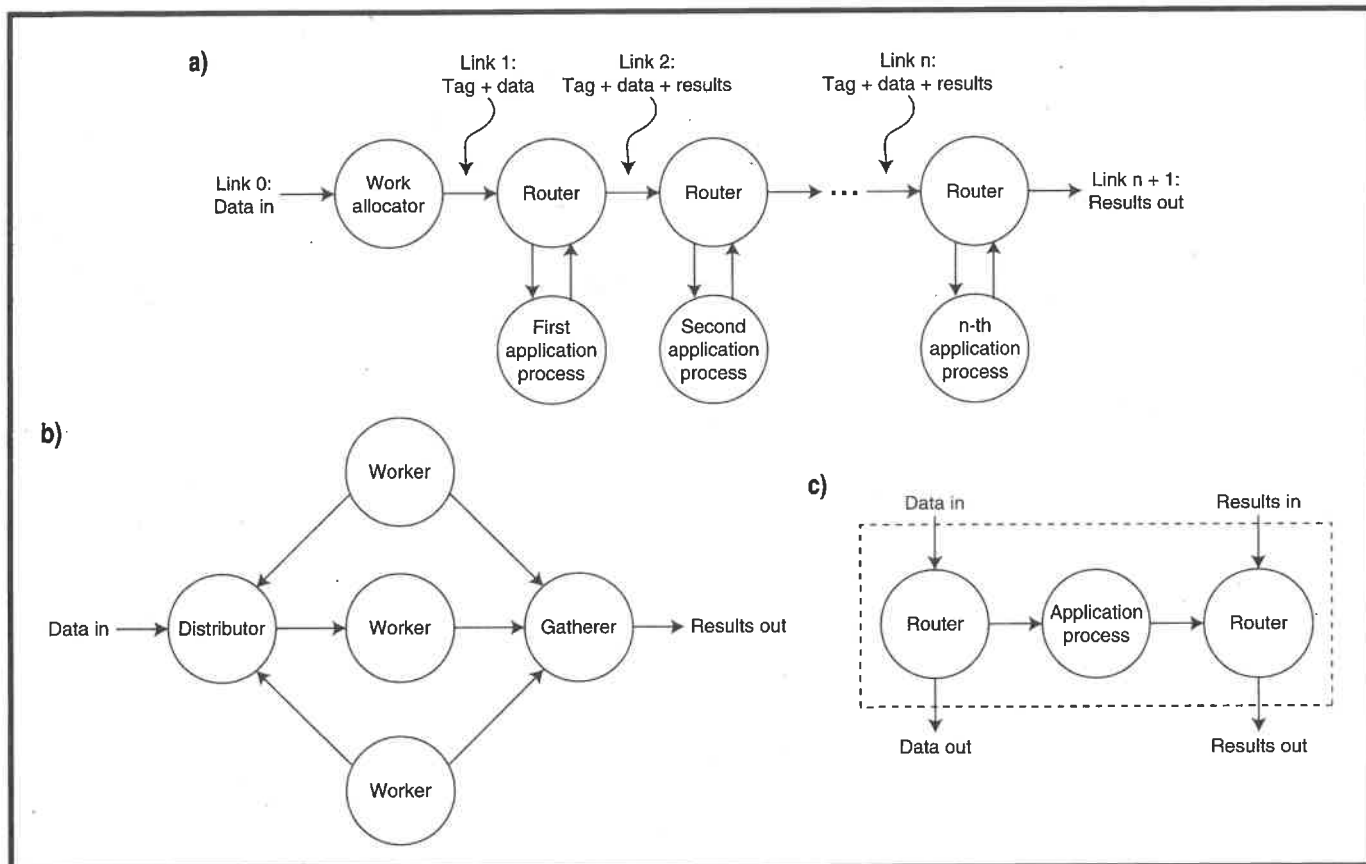 a)
Link 1:
Tag + data
Link 2:
Tag + data + results
Link n:
Tag + data + results
Link 0:
Data in
Work
allocator
Router
Router
...
Router
Link n + 1:
Results out
First
application
process
Second
application
process
n-th
application
process
b)
Worker
Data in
Distributor
Worker
Gatherer
Results out
Worker
c)
Data in
Results in
Router
Application
process
Router
Data out
Results out